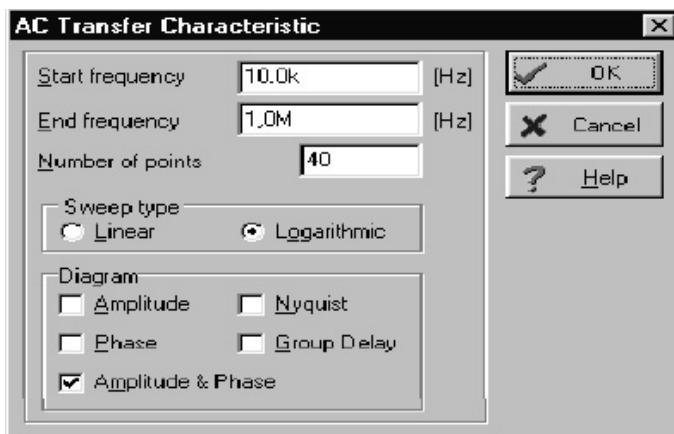 AC Transfer Characteristic
Start frequency 10.0k [Hz]
End frequency 1,0M [Hz]
Number of points 40
Sweep type
Linear Logarithmic
Diagram
Amplitude Nyquist
Phase Group Delay
Amplitude & Phase
OK
Cancel
? Help